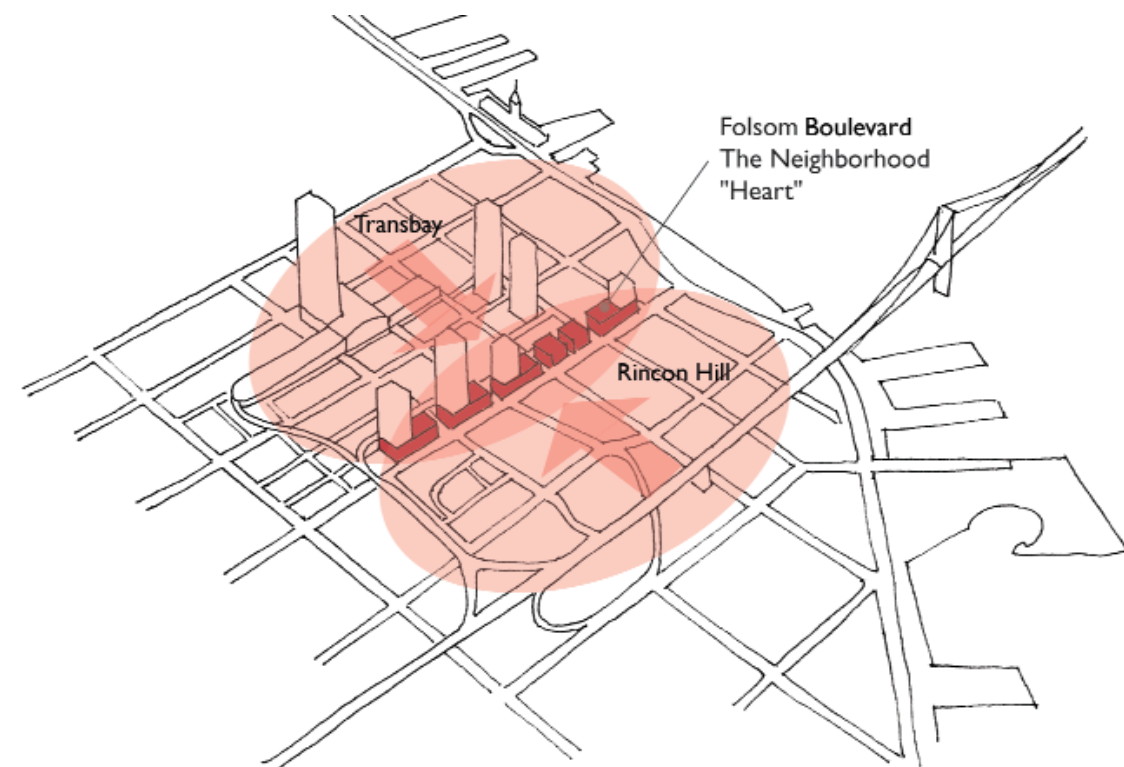 Folsom Boulevard
The Neighborhood
"Heart"
Transbay
Rincon Hill